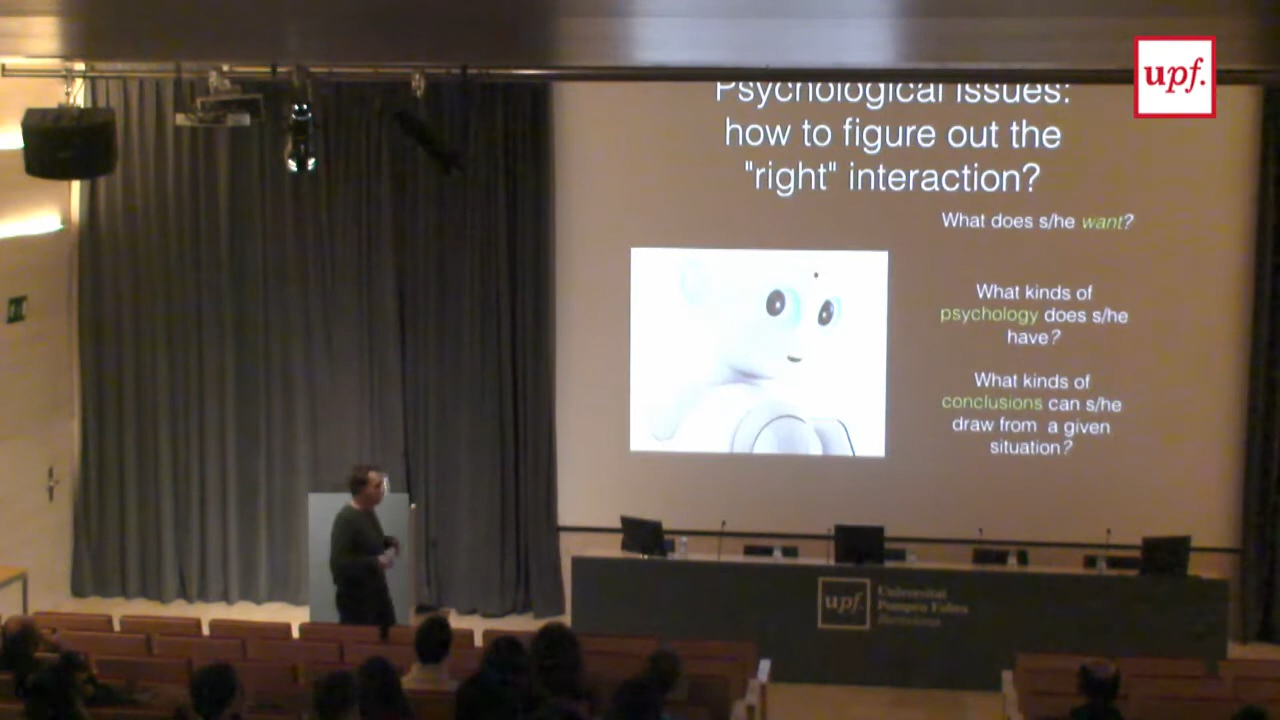 upf.
Psychological issues:
how to figure out the
"right" interaction?
What does s/he want?
What kinds of
psychology does s/he
have?
What kinds of
conclusions can s/he
draw from a given
situation?
upf.
Universitat
Pompeu Fabra
Barcelona